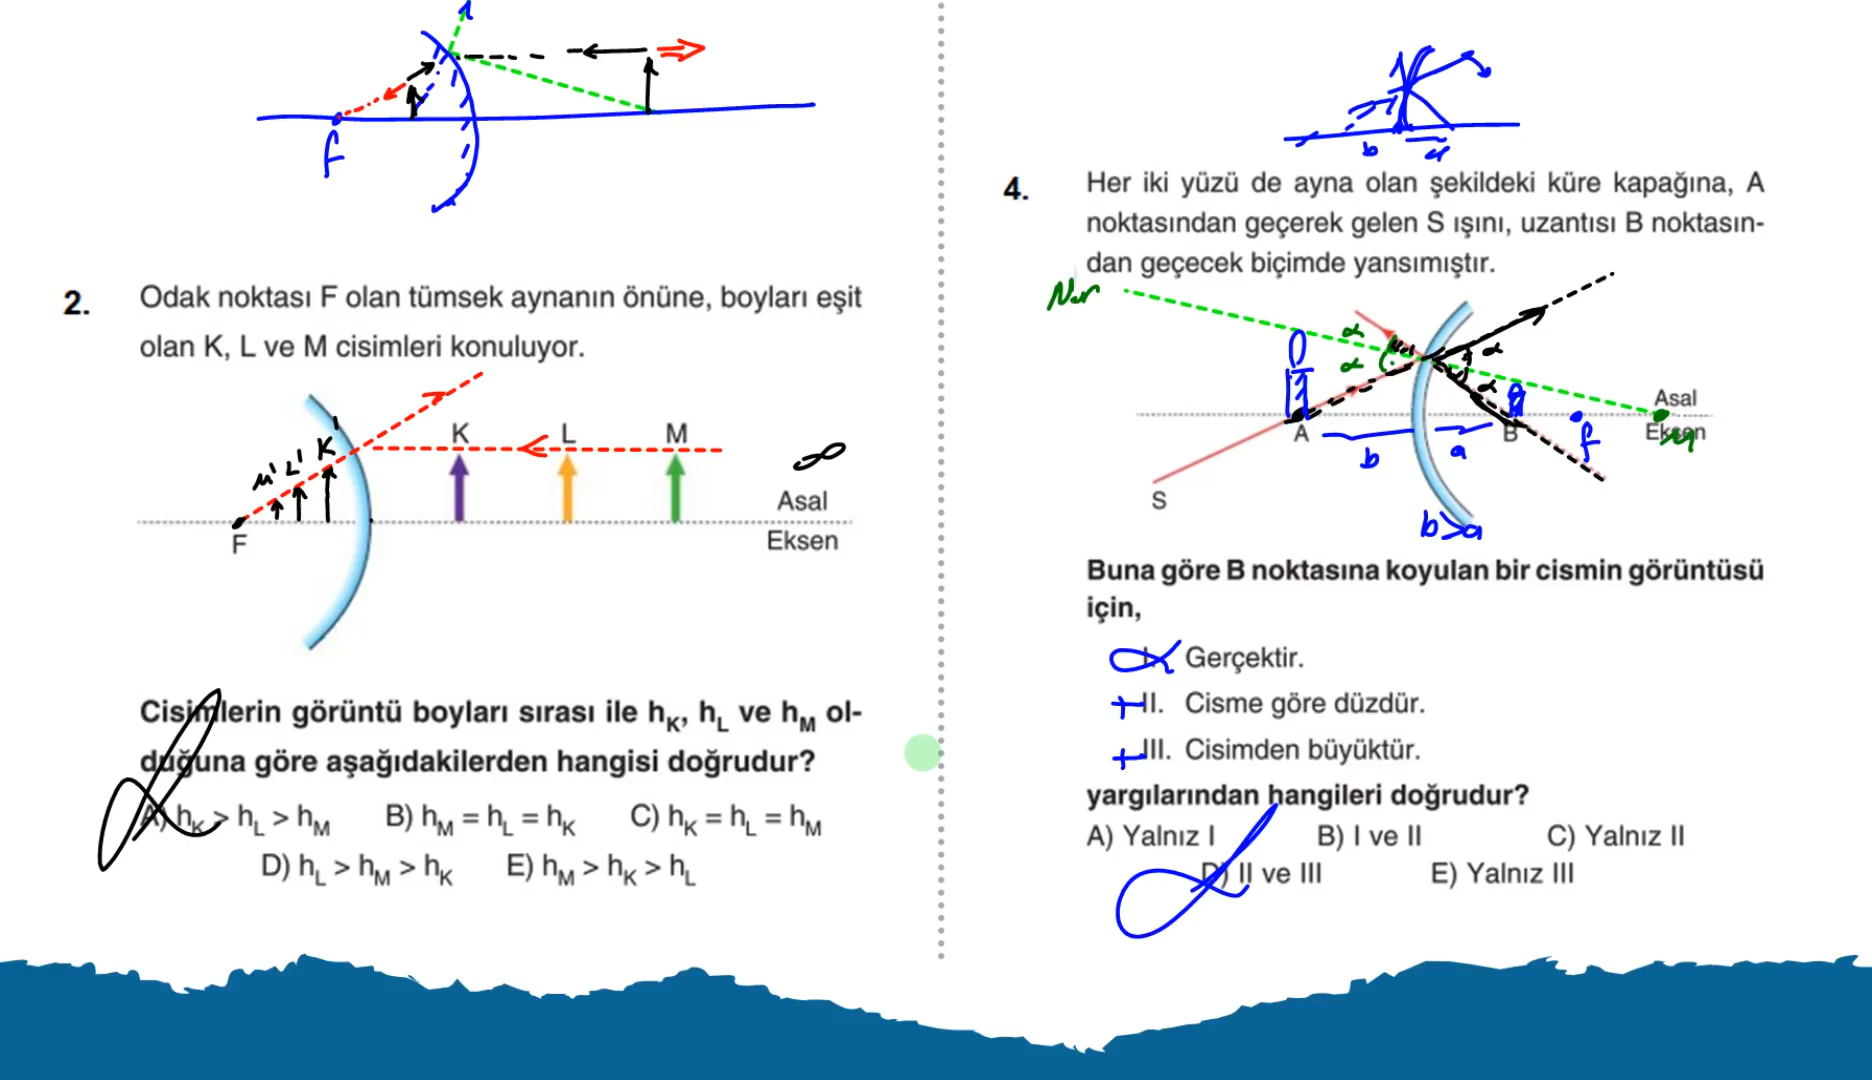 F
2.
Odak noktası F olan tümsek aynanın önüne, boyları eşit
olan K, L ve M cisimleri konuluyor.
M' L' K'
K L M
∞
Asal
F
Eksen
Cisimlerin görüntü boyları sırası ile hK, hL ve hM ol-
duğuna göre aşağıdakilerden hangisi doğrudur?
A) hK > hL > hM B) hM = hL = hK C) hK = hL = hM
D) hL > hM > hK E) hM > hK > hL
b a
4.
Her iki yüzü de ayna olan şekildeki küre kapağına, A
noktasından geçerek gelen S ışını, uzantısı B noktasın-
dan geçecek biçimde yansımıştır.
Nor
α α
α α
Asal
A B Eksen
b a F M
S
b>a
Buna göre B noktasına koyulan bir cismin görüntüsü
için,
I. Gerçektir.
+ II. Cisme göre düzdür.
+ III. Cisimden büyüktür.
yargılarından hangileri doğrudur?
A) Yalnız I B) I ve II C) Yalnız II
D) II ve III E) Yalnız III